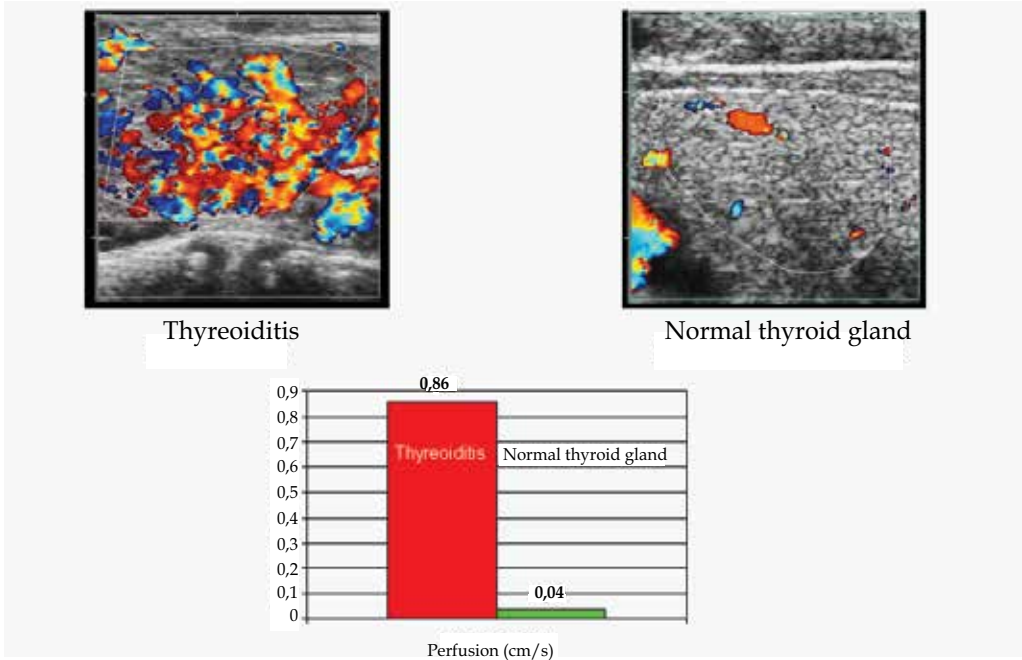 Thyreoiditis
Normal thyroid gland
0,86
0,9
0,8
0,7
0,6
0,5
0,4
0,3
0,2
0,1
0
Thyreoiditis
Normal thyroid gland
0,04
Perfusion (cm/s)